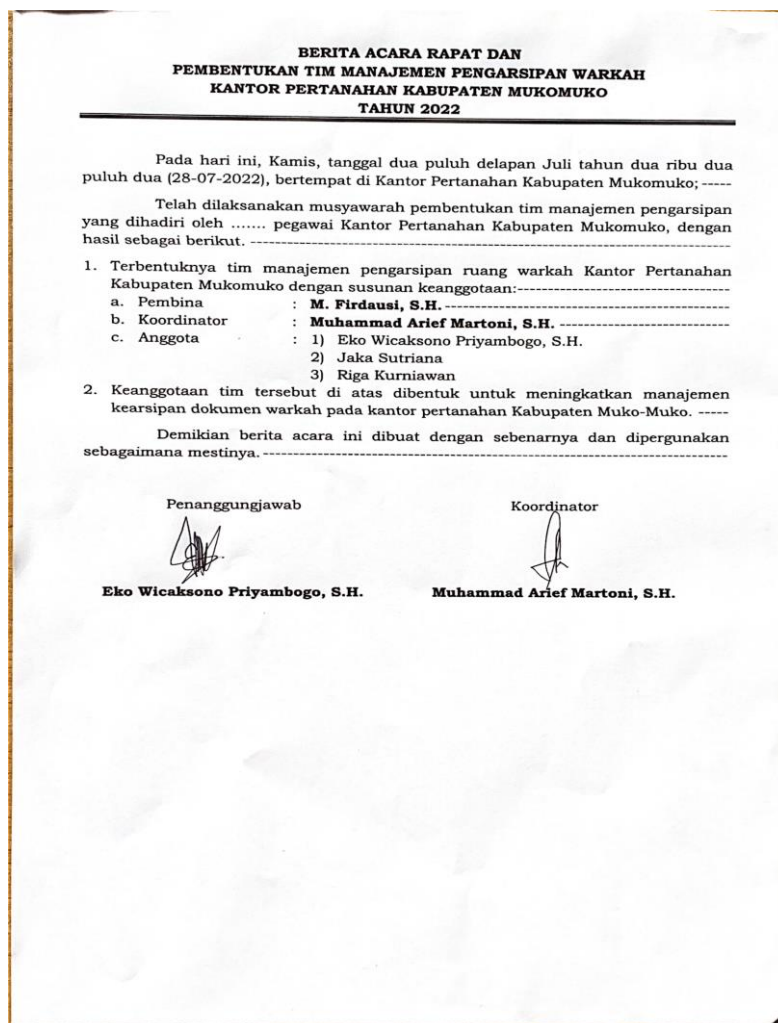 BERITA ACARA RAPAT DAN
PEMBENTUKAN TIM MANAJEMEN PENGARSIPAN WARKAH
KANTOR PERTANAHAN KABUPATEN MUKOMUKO
TAHUN 2022
Pada hari ini, Kamis, tanggal dua puluh delapan Juli tahun dua ribu dua
puluh dua (28-07-2022), bertempat di Kantor Pertanahan Kabupaten Mukomuko; -----
Telah dilaksanakan musyawarah pembentukan tim manajemen pengarsipan
yang dihadiri oleh ....... pegawai Kantor Pertanahan Kabupaten Mukomuko, dengan
hasil sebagai berikut. ------------------------------------------------------------------------------
1. Terbentuknya tim manajemen pengarsipan ruang warkah Kantor Pertanahan
Kabupaten Mukomuko dengan susunan keanggotaan:-----------------------------------
a. Pembina : M. Firdausi, S.H. -----------------------------------------------
b. Koordinator : Muhammad Arief Martoni, S.H. ----------------------------
c. Anggota : 1) Eko Wicaksono Priyambogo, S.H.
2) Jaka Sutriana
3) Riga Kurniawan
2. Keanggotaan tim tersebut di atas dibentuk untuk meningkatkan manajemen
kearsipan dokumen warkah pada kantor pertanahan Kabupaten Muko-Muko. -----
Demikian berita acara ini dibuat dengan sebenarnya dan dipergunakan
sebagaimana mestinya. ----------------------------------------------------------------------------
Penanggungjawab Koordinator
Eko Wicaksono Priyambogo, S.H. Muhammad Arief Martoni, S.H.